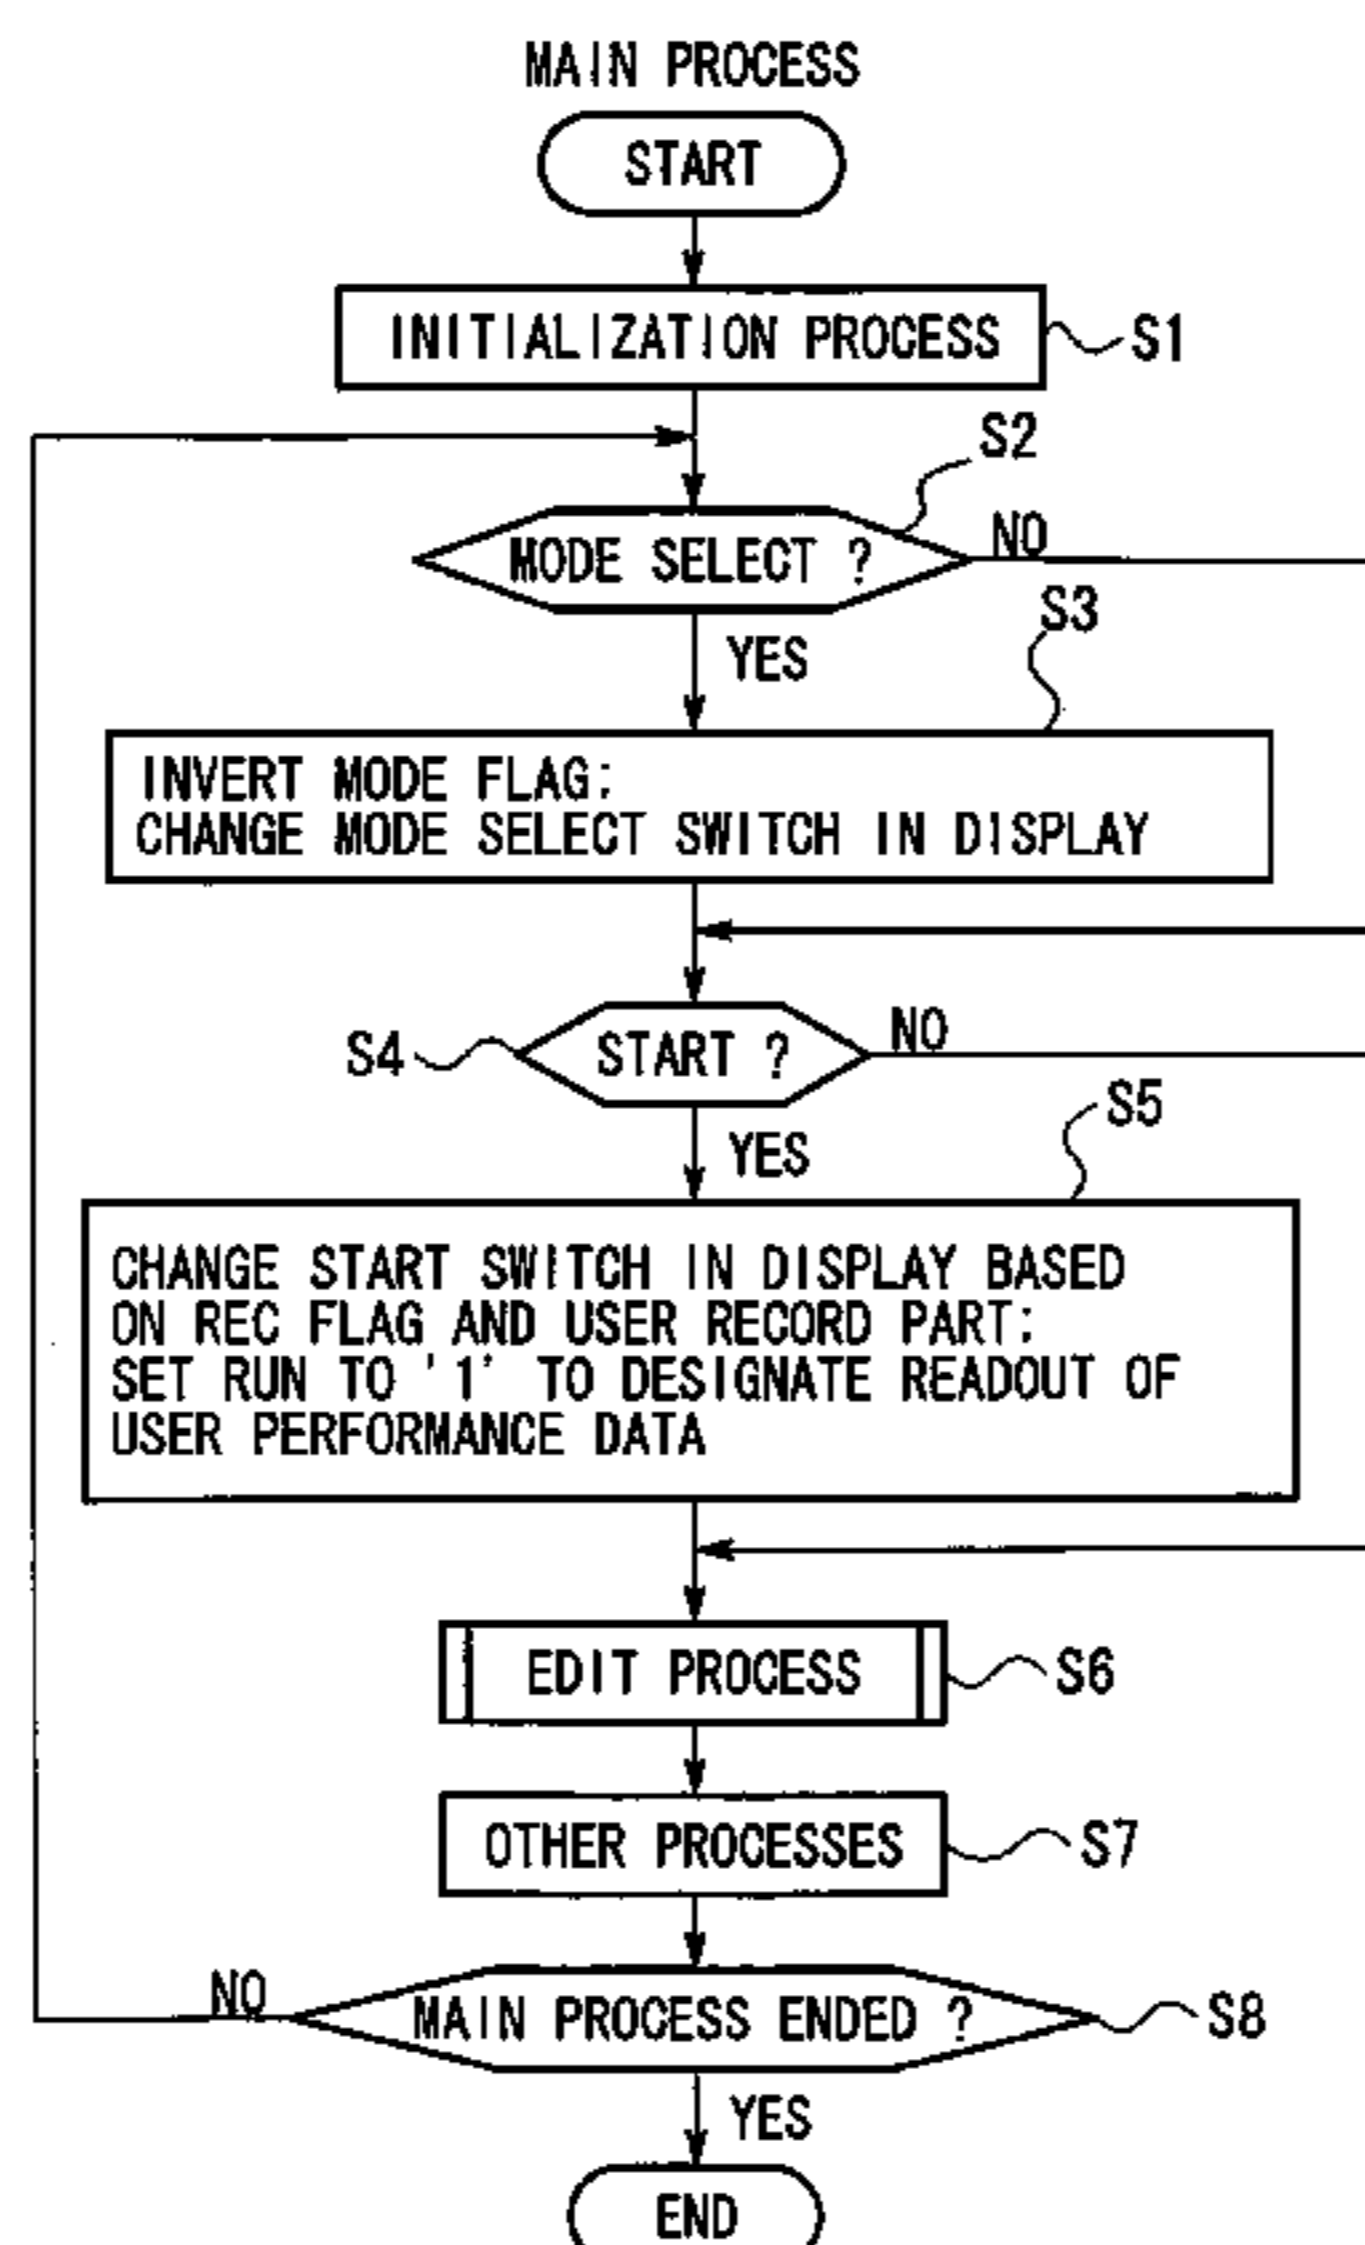 MAIN PROCESS
START
INITIALIZATION PROCESS
S1
S2
MODE SELECT ?
NO
S3
YES
INVERT MODE FLAG:
CHANGE MODE SELECT SWITCH IN DISPLAY
S4
START ?
NO
S5
YES
CHANGE START SWITCH IN DISPLAY BASED
ON REC FLAG AND USER RECORD PART:
SET RUN TO '1' TO DESIGNATE READOUT OF
USER PERFORMANCE DATA
EDIT PROCESS
S6
OTHER PROCESSES
S7
NO
MAIN PROCESS ENDED ?
S8
YES
END